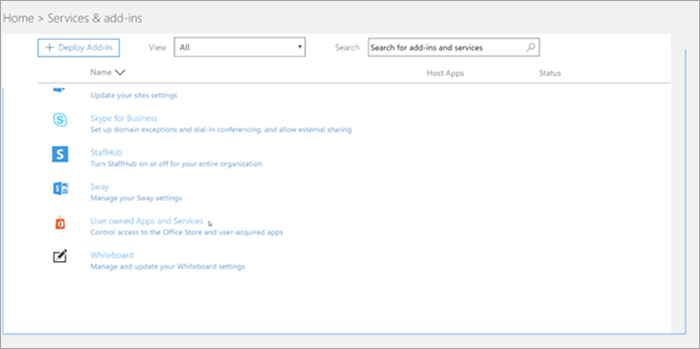 Home > Services & add-ins
+ Deploy Add-In View All Search Search for add-ins and services
Name Host Apps Status
Update your sites settings
Skype for Business
Set up domain exceptions and dial-in conferencing, and allow external sharing
StaffHub
Turn StaffHub on or off for your entire organization
Sway
Manage your Sway settings
User owned Apps and Services
Control access to the Office Store and user-acquired apps
Whiteboard
Manage and update your Whiteboard settings